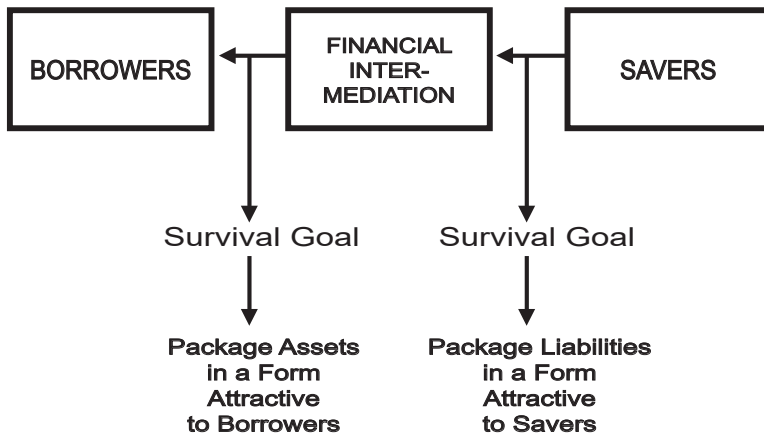 BORROWERS
FINANCIAL
INTER-
MEDIATION
SAVERS
Survival Goal
Survival Goal
Package Assets
in a Form
Attractive
to Borrowers
Package Liabilities
in a Form
Attractive
to Savers